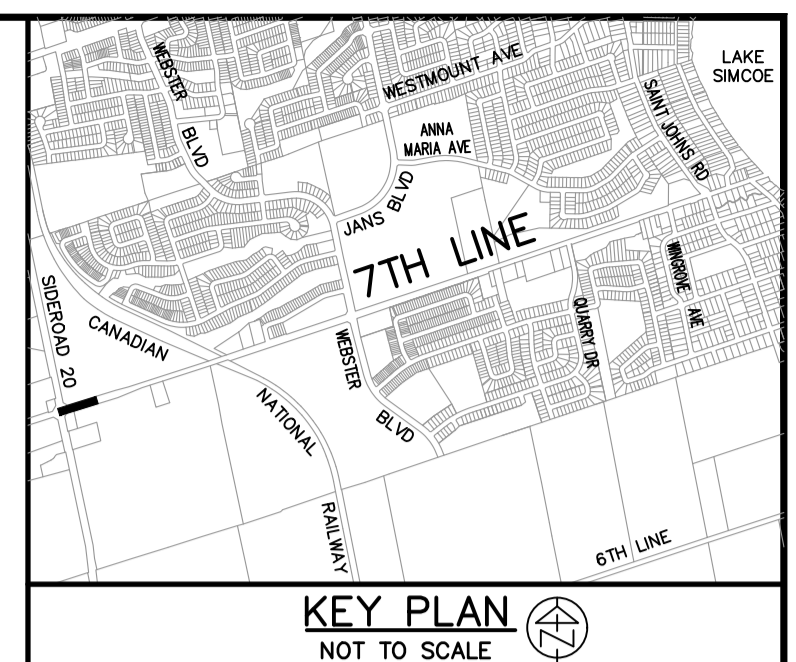 WEBSTER
BLVD
WESTMOUNT AVE
LAKE
SIMCOE
SAINT JOHNS RD
ANNA
MARIA AVE
JANS BLVD
7TH LINE
WINGROVE AVE
SIDEROAD 20
CANADIAN
NATIONAL
RAILWAY
WEBSTER
BLVD
QUARRY DR
6TH LINE
KEY PLAN
N
NOT TO SCALE